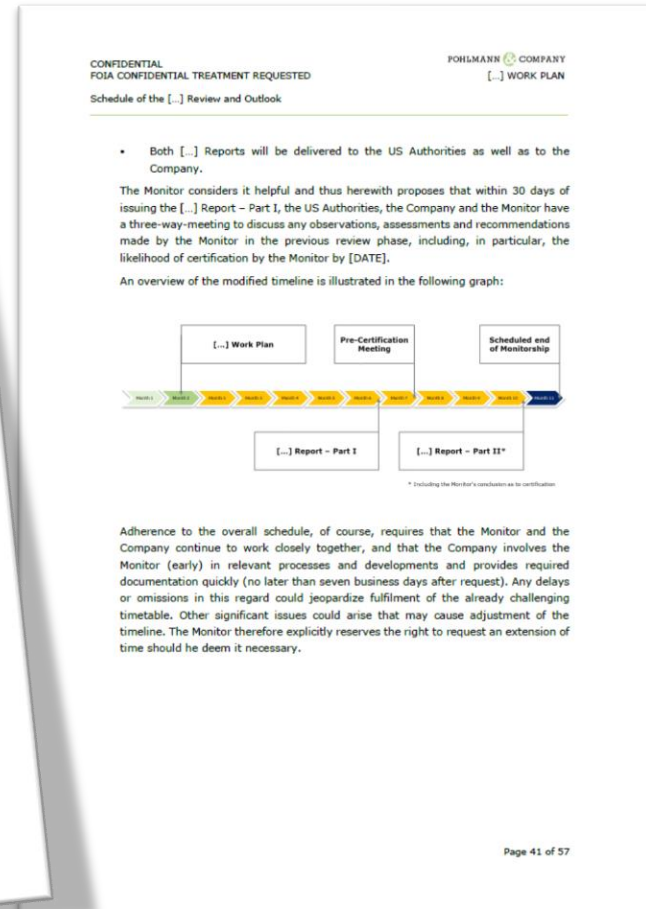 CONFIDENTIAL
FOIA CONFIDENTIAL TREATMENT REQUESTED
POHLMANN & COMPANY
[...] WORK PLAN
Schedule of the [...] Review and Outlook
• Both [...] Reports will be delivered to the US Authorities as well as to the
Company.
The Monitor considers it helpful and thus herewith proposes that within 30 days of
issuing the [...] Report – Part I, the US Authorities, the Company and the Monitor have
a three-way-meeting to discuss any observations, assessments and recommendations
made by the Monitor in the previous review phase, including, in particular, the
likelihood of certification by the Monitor by [DATE].
An overview of the modified timeline is illustrated in the following graph:
[...] Work Plan
Pre-Certification
Meeting
Scheduled end
of Monitorship
[...] Report – Part I
[...] Report – Part II*
* Including the Monitor's conclusion as to certification
Adherence to the overall schedule, of course, requires that the Monitor and the
Company continue to work closely together, and that the Company involves the
Monitor (early) in relevant processes and developments and provides required
documentation quickly (no later than seven business days after request). Any delays
or omissions in this regard could jeopardize fulfilment of the already challenging
timetable. Other significant issues could arise that may cause adjustment of the
timeline. The Monitor therefore explicitly reserves the right to request an extension of
time should he deem it necessary.
Page 41 of 57